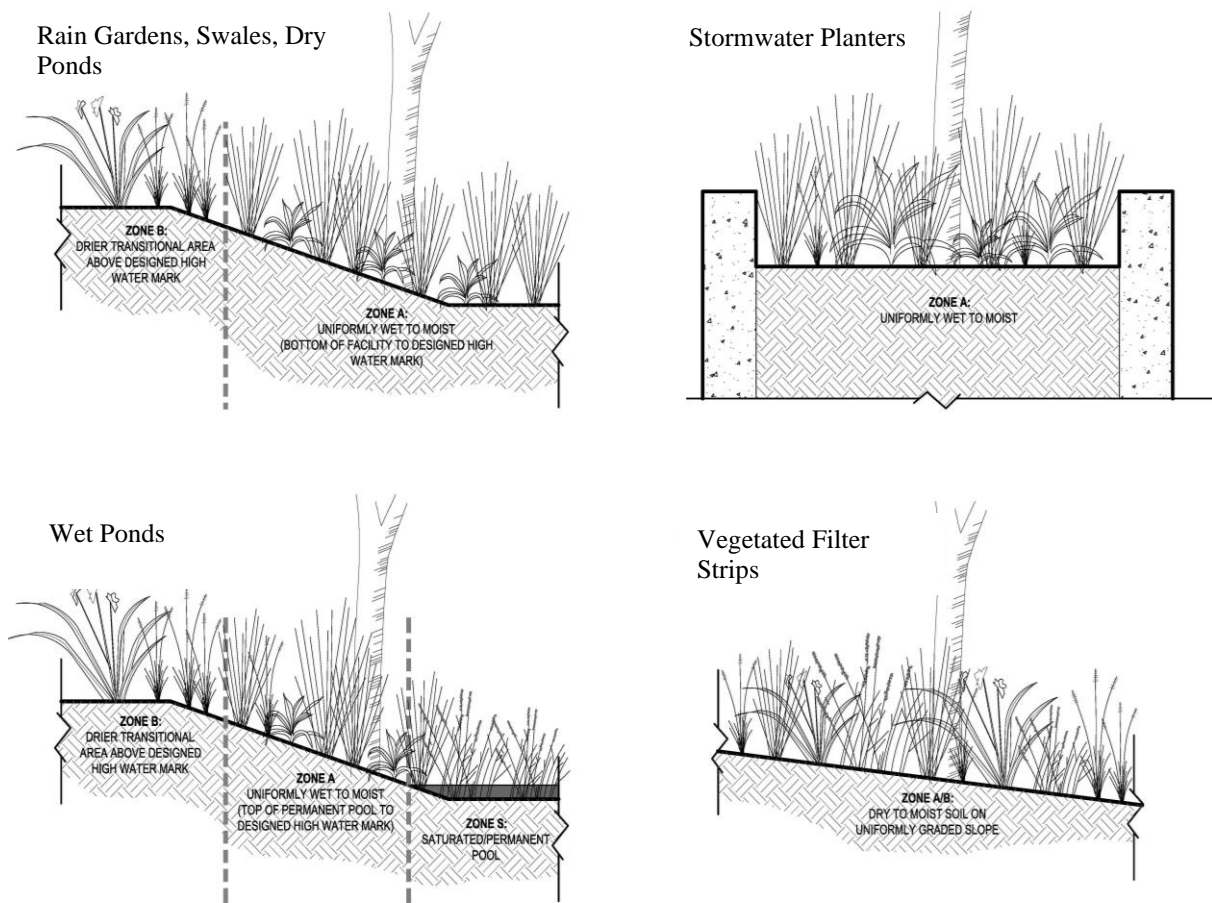 Rain Gardens, Swales, Dry
Ponds
ZONE B:
DRIER TRANSITIONAL AREA
ABOVE DESIGNED HIGH
WATER MARK
ZONE A:
UNIFORMLY WET TO MOIST
(BOTTOM OF FACILITY TO DESIGNED HIGH
WATER MARK)
Stormwater Planters
ZONE A:
UNIFORMLY WET TO MOIST
Wet Ponds
ZONE B:
DRIER TRANSITIONAL
AREA ABOVE DESIGNED
HIGH WATER MARK
ZONE A
UNIFORMLY WET TO MOIST
(TOP OF PERMANENT POOL TO
DESIGNED HIGH WATER MARK)
ZONE S:
SATURATED/PERMANENT
POOL
Vegetated Filter
Strips
ZONE A/B:
DRY TO MOIST SOIL ON
UNIFORMLY GRADED SLOPE